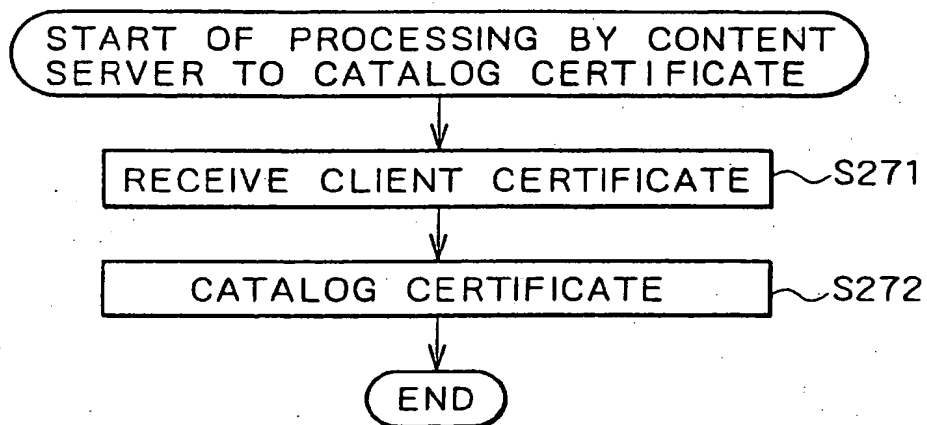 START OF PROCESSING BY CONTENT
SERVER TO CATALOG CERTIFICATE
RECEIVE CLIENT CERTIFICATE
S271
CATALOG CERTIFICATE
S272
END